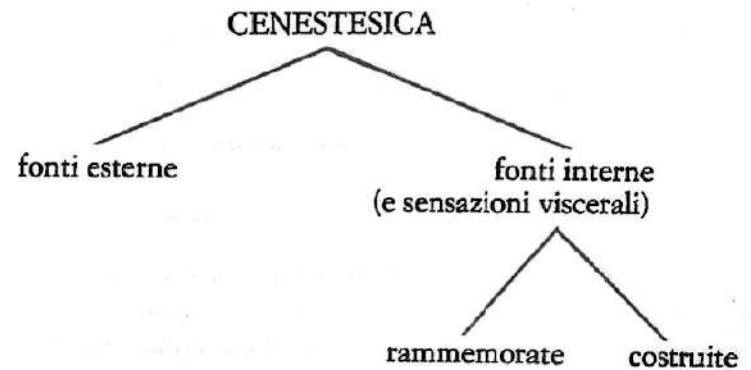 CENESTESICA
fonti esterne
fonti interne
(e sensazioni viscerali)
rammemorate
costruite